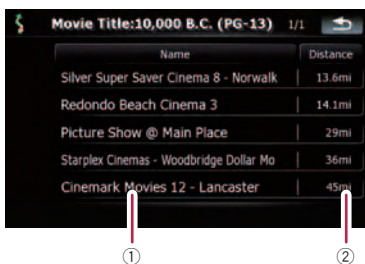 Movie Title:10,000 B.C. (PG-13) 1/1
Name Distance
Silver Super Saver Cinema 8 - Norwalk 13.6mi
Redondo Beach Cinema 3 14.1mi
Picture Show @ Main Place 29mi
Starplex Cinemas - Woodbridge Dollar Mo 36mi
Cinemark Movies 12 - Lancaster 45mi
① ②